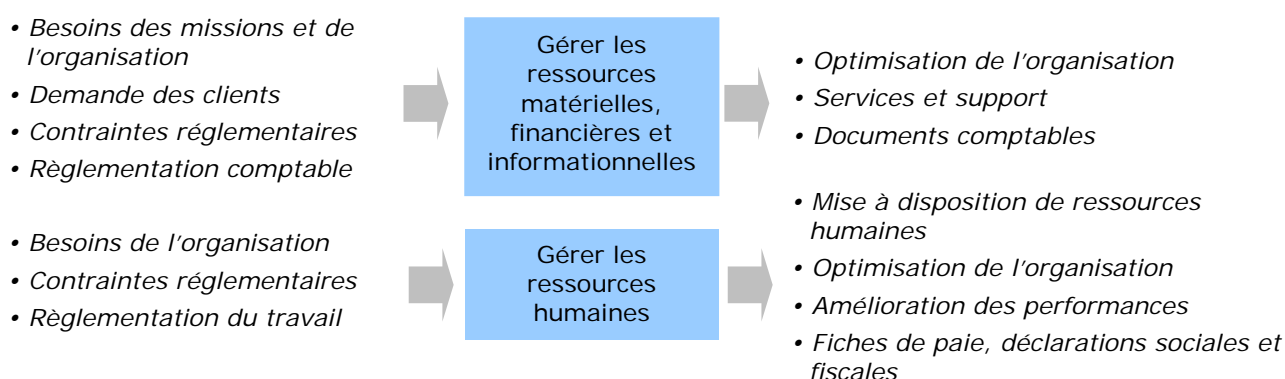 • Besoins des missions et de
l'organisation
• Demande des clients
• Contraintes réglementaires
• Règlementation comptable
Gérer les
ressources
matérielles,
financières et
informationnelles
• Optimisation de l'organisation
• Services et support
• Documents comptables
• Besoins de l'organisation
• Contraintes réglementaires
• Règlementation du travail
Gérer les
ressources
humaines
• Mise à disposition de ressources
humaines
• Optimisation de l'organisation
• Amélioration des performances
• Fiches de paie, déclarations sociales et
fiscales